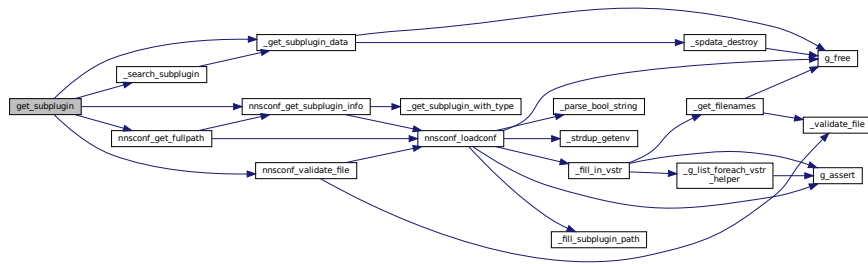 get_subplugin
_get_subplugin_data
_search_subplugin
nnsconf_get_subplugin_info
nnsconf_get_fullpath
nnsconf_validate_file
_get_subplugin_with_type
nnsconf_loadconf
_parse_bool_string
_strdup_getenv
_fill_in_vstr
_fill_subplugin_path
_spdata_destroy
_get_filenames
_g_list_foreach_vstr
_helper
g_free
_validate_file
g_assert